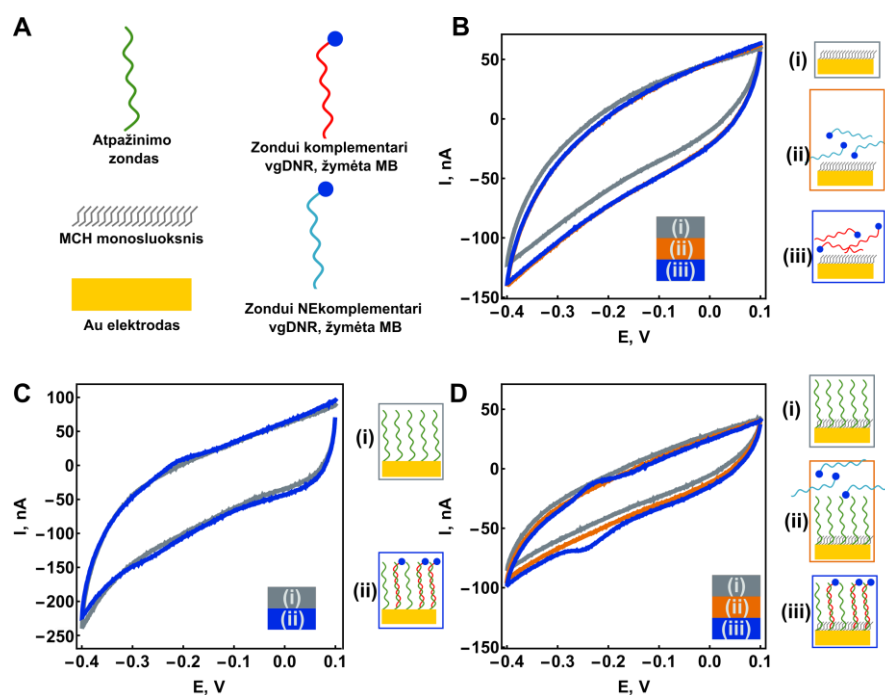 A
Atpažinimo
zondas
Zondui komplementari
vgDNR, žymėta MB
MCH monosluoksnis
Au elektrodas
Zondui NEkomplementari
vgDNR, žymėta MB
B
I, nA
50
0
−50
−100
−150
−0.4 −0.3 −0.2 −0.1 0.0 0.1
E, V
(i)
(ii)
(iii)
(i)
(ii)
(iii)
C
I, nA
100
50
0
−50
−100
−150
−200
−250
−0.4 −0.3 −0.2 −0.1 0.0 0.1
E, V
(i)
(ii)
(i)
(ii)
D
I, nA
50
0
−50
−100
−150
−0.4 −0.3 −0.2 −0.1 0.0 0.1
E, V
(i)
(ii)
(iii)
(i)
(ii)
(iii)